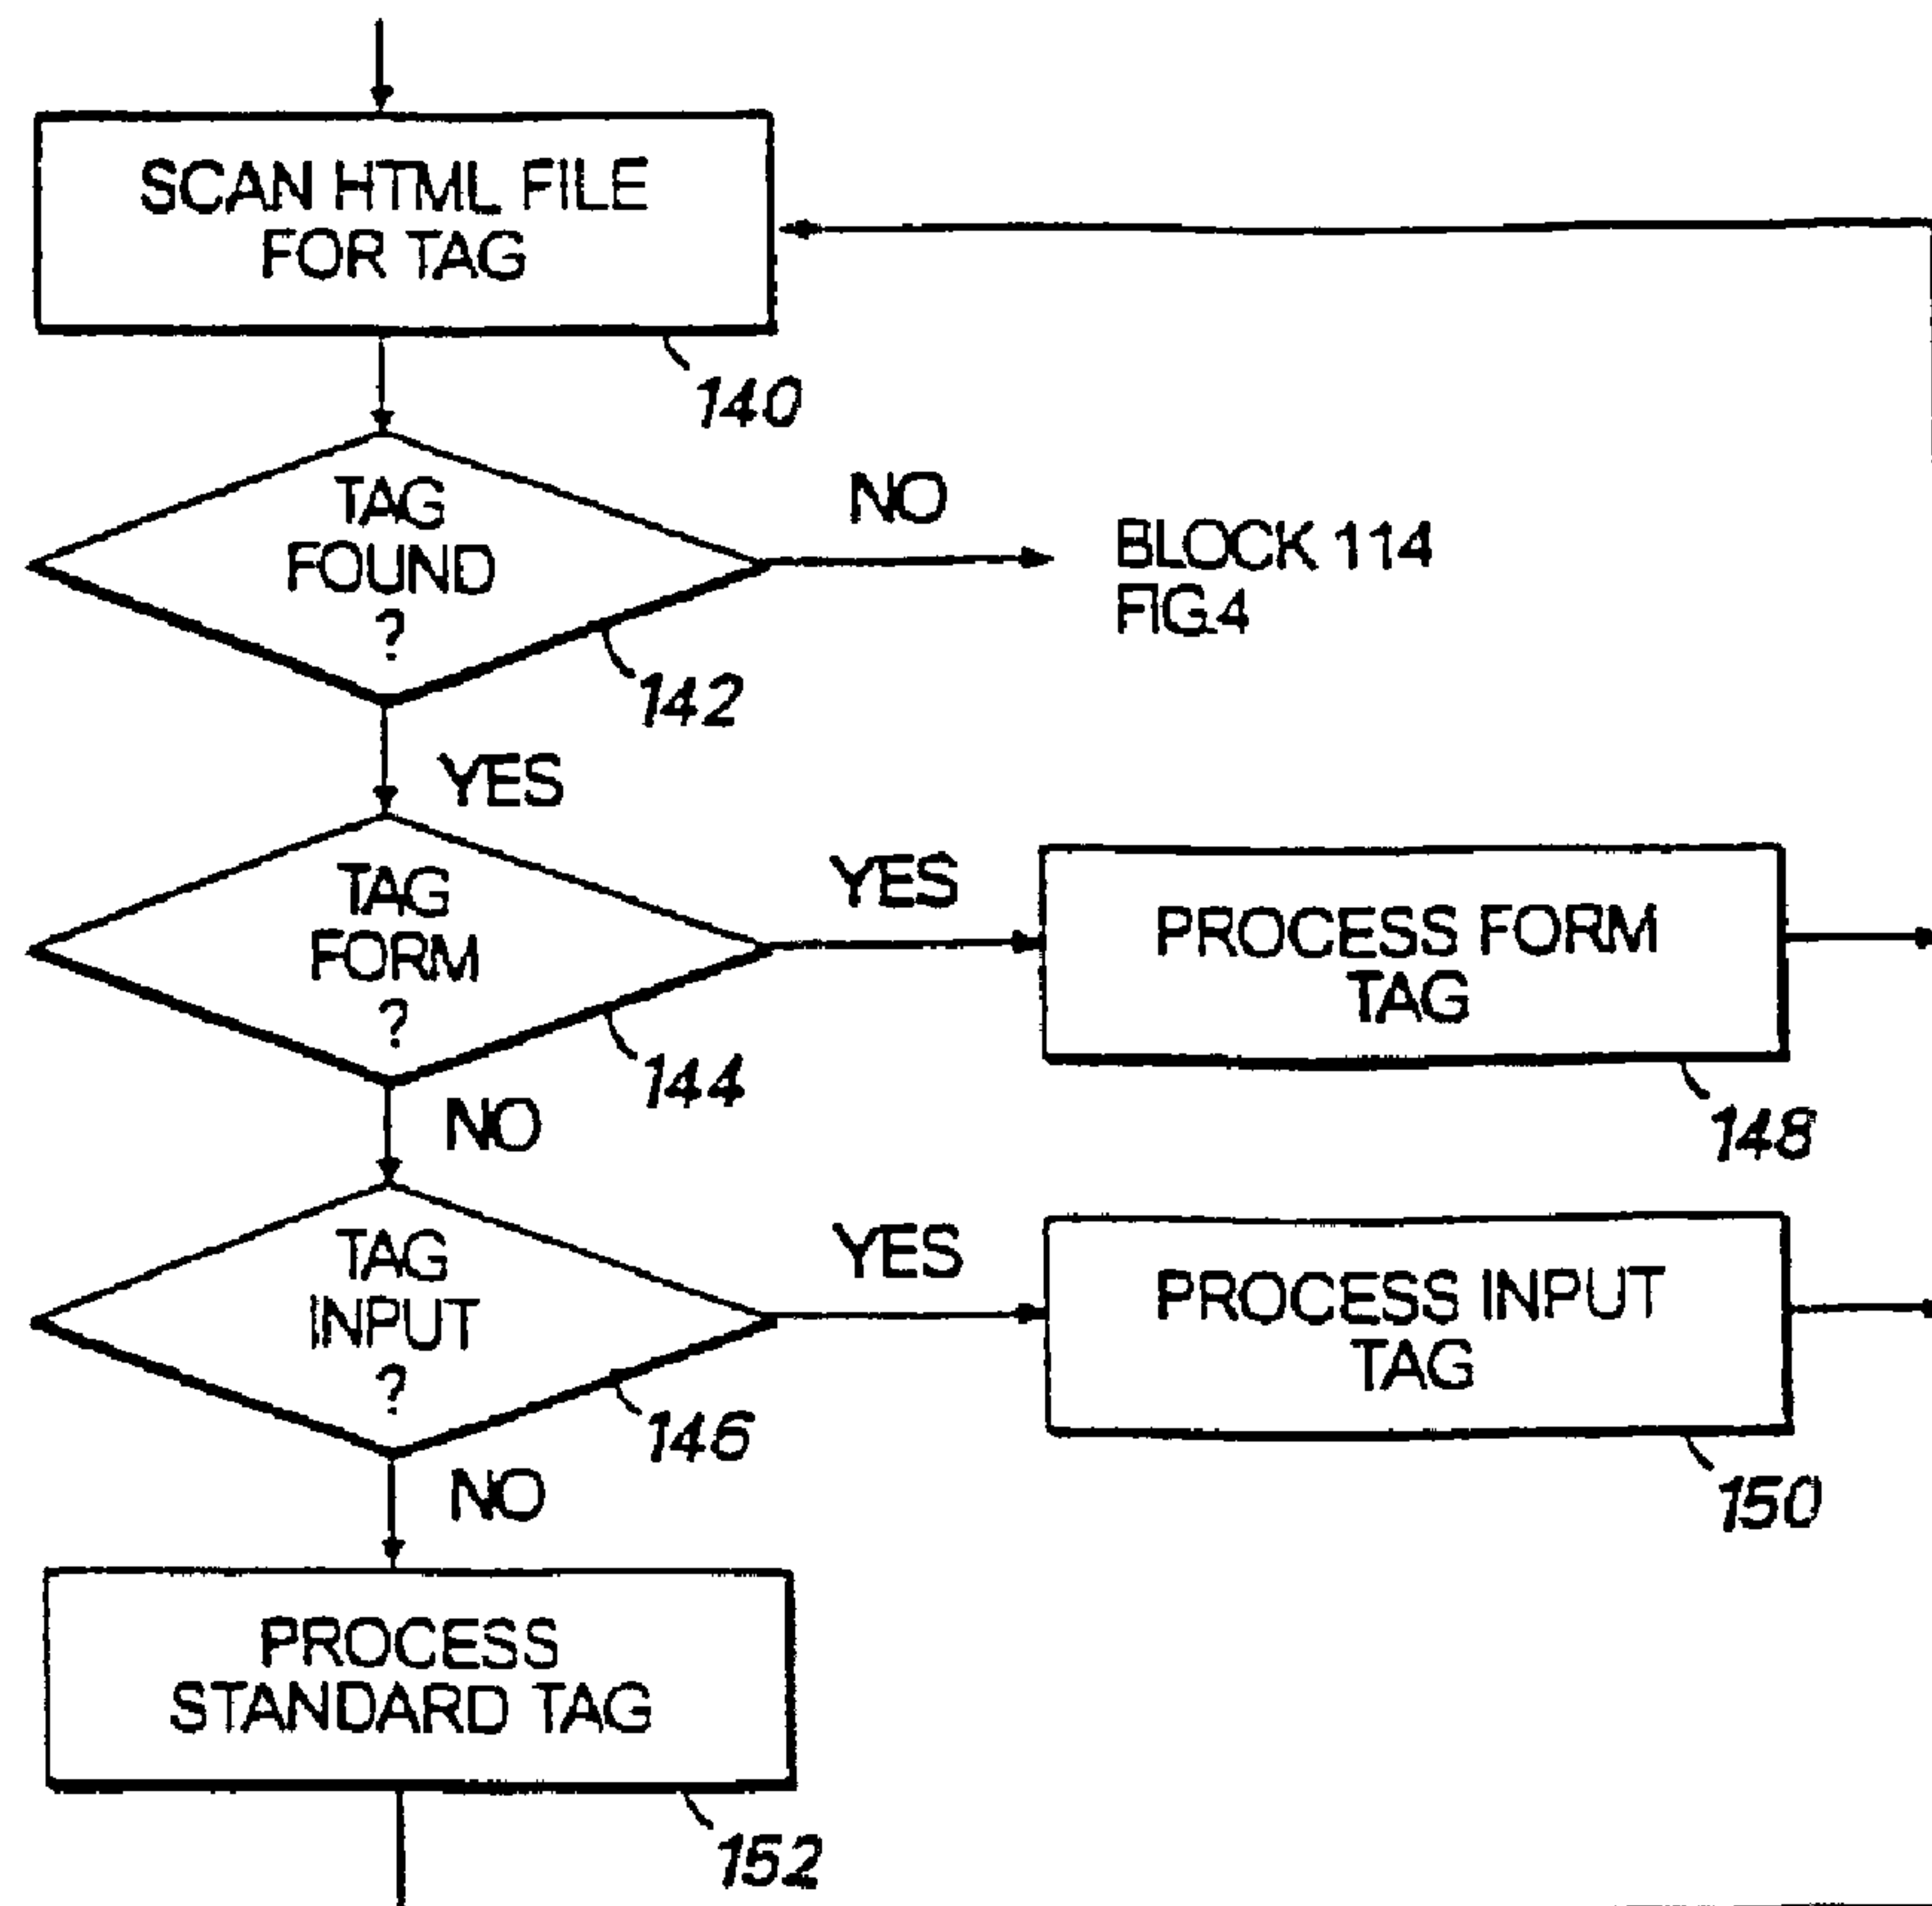 SCAN HTML FILE
FOR TAG
140
TAG
FOUND
?
NO
BLOCK 114
FIG.4
142
YES
TAG
FORM
?
YES
PROCESS FORM
TAG
144
148
NO
TAG
INPUT
?
YES
PROCESS INPUT
TAG
146
150
NO
PROCESS
STANDARD TAG
152